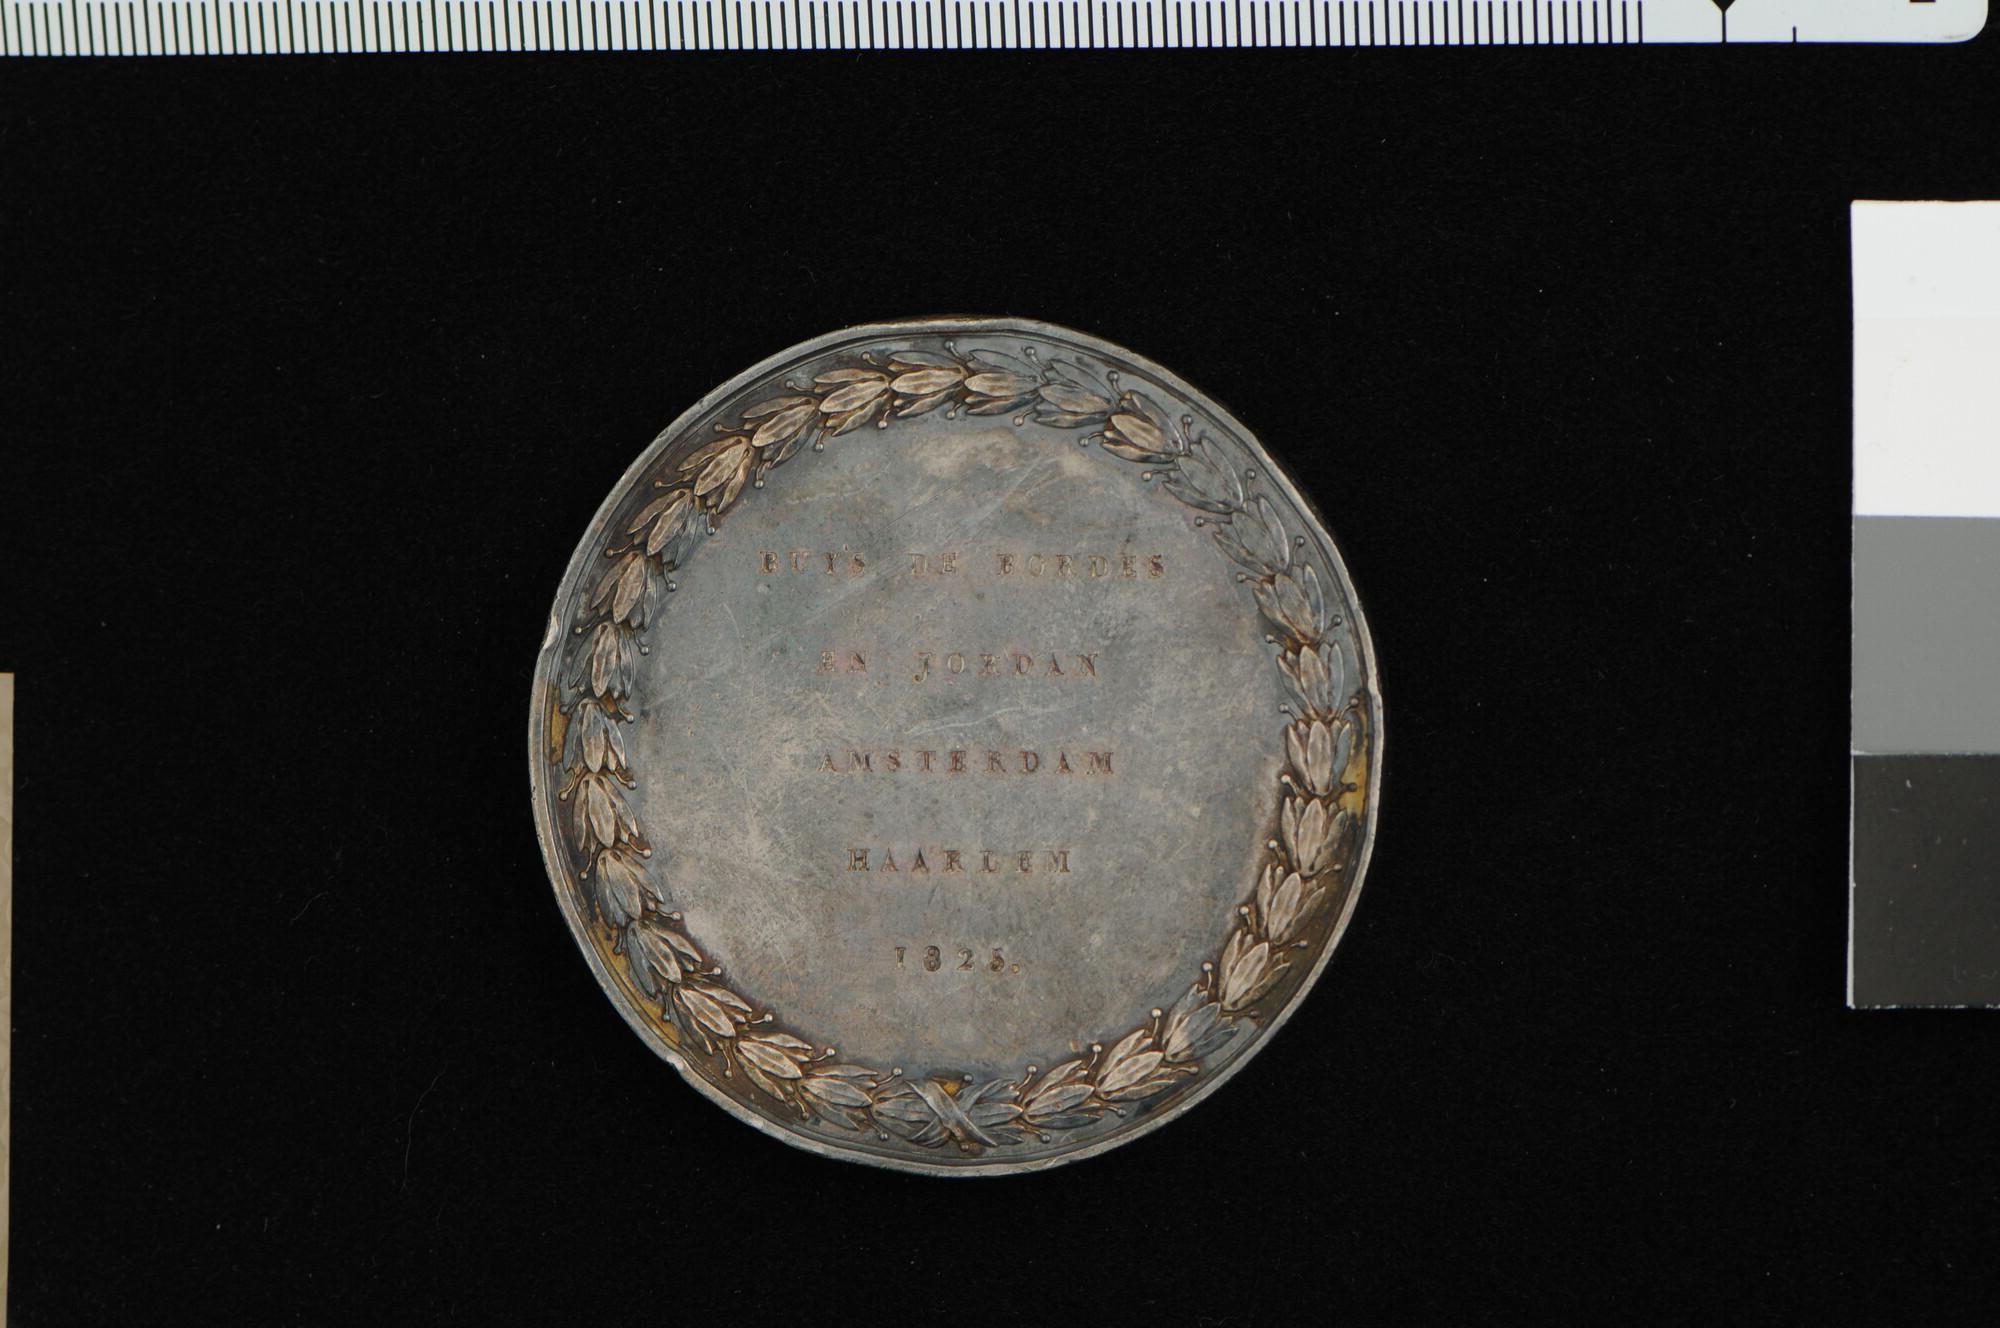 BUYS DE BORDES
EN JORDAN
AMSTERDAM
HAARLEM
1825.